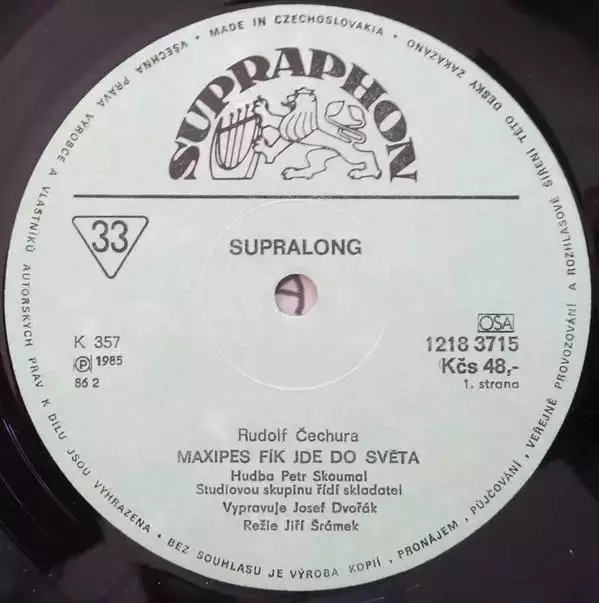 VŠECHNA PRÁVA VÝROBCE A VLASTNÍKŮ AUTORSKÝCH PRÁV K DÍLU JSOU VYHRAZENA • BEZ SOUHLASU JE VÝROBA KOPIÍ, PRONÁJEM, PŮJČOVÁNÍ, VEŘEJNÉ PROVOZOVÁNÍ A ROZHLASOVÉ ŠÍŘENÍ TÉTO DESKY ZAKÁZÁNO • MADE IN CZECHOSLOVAKIA •
SUPRAPHON
33
SUPRALONG
A
K 357
Ⓟ 1985
86 2
OSA
1218 3715
Kčs 48,-
1. strana
Rudolf Čechura
MAXIPES FÍK JDE DO SVĚTA
Hudba Petr Skoumal
Studiovou skupinu řídí skladatel
Vypravuje Josef Dvořák
Režie Jiří Šrámek